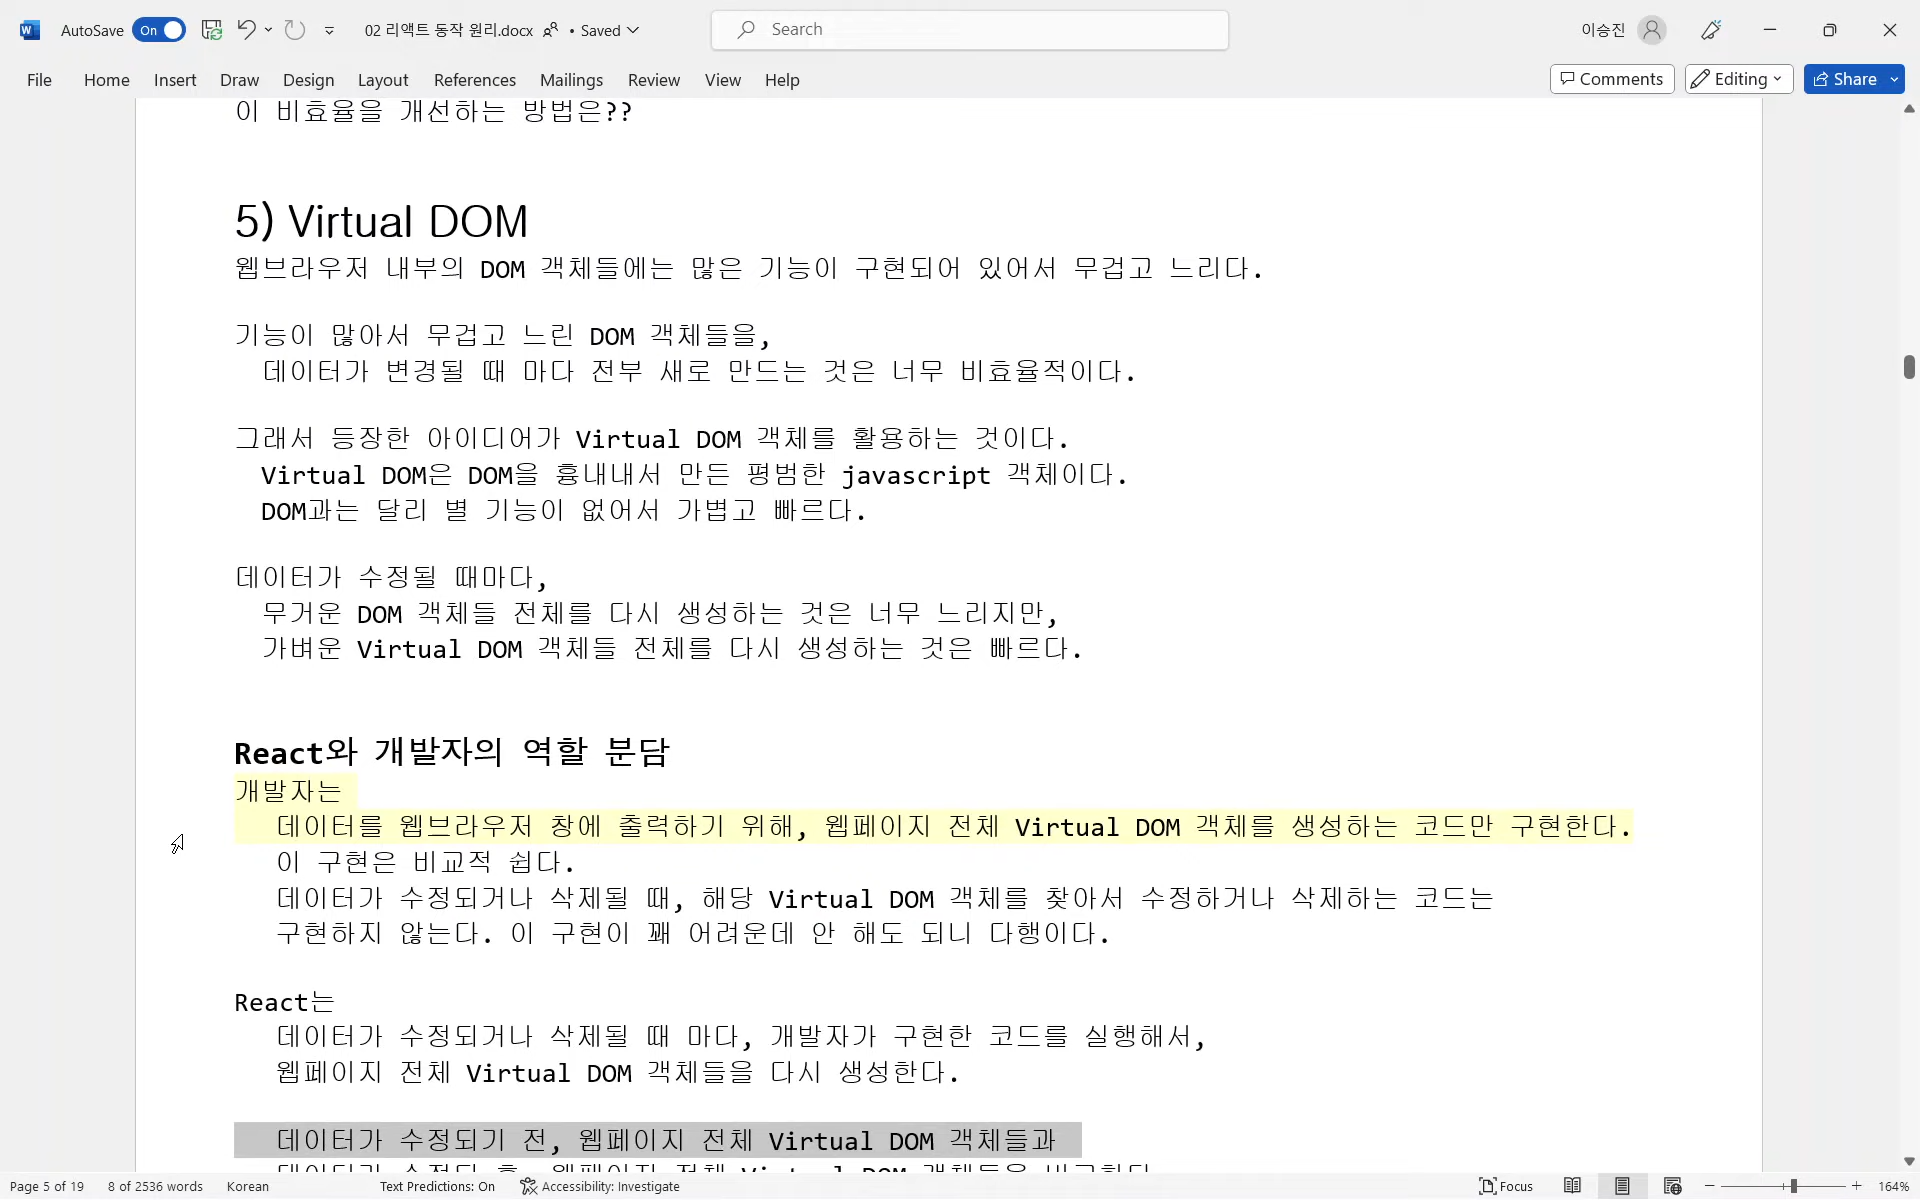 AutoSave On 02 리액트 동작 원리.docx • Saved Search 이승진
File Home Insert Draw Design Layout References Mailings Review View Help Comments Editing Share
이 비효율을 개선하는 방법은??
5) Virtual DOM
웹브라우저 내부의 DOM 객체들에는 많은 기능이 구현되어 있어서 무겁고 느리다.
기능이 많아서 무겁고 느린 DOM 객체들을,
데이터가 변경될 때 마다 전부 새로 만드는 것은 너무 비효율적이다.
그래서 등장한 아이디어가 Virtual DOM 객체를 활용하는 것이다.
Virtual DOM은 DOM을 흉내내서 만든 평범한 javascript 객체이다.
DOM과는 달리 별 기능이 없어서 가볍고 빠르다.
데이터가 수정될 때마다,
무거운 DOM 객체들 전체를 다시 생성하는 것은 너무 느리지만,
가벼운 Virtual DOM 객체들 전체를 다시 생성하는 것은 빠르다.
React와 개발자의 역할 분담
개발자는
데이터를 웹브라우저 창에 출력하기 위해, 웹페이지 전체 Virtual DOM 객체를 생성하는 코드만 구현한다.
이 구현은 비교적 쉽다.
데이터가 수정되거나 삭제될 때, 해당 Virtual DOM 객체를 찾아서 수정하거나 삭제하는 코드는
구현하지 않는다. 이 구현이 꽤 어려운데 안 해도 되니 다행이다.
React는
데이터가 수정되거나 삭제될 때 마다, 개발자가 구현한 코드를 실행해서,
웹페이지 전체 Virtual DOM 객체들을 다시 생성한다.
데이터가 수정되기 전, 웹페이지 전체 Virtual DOM 객체들과
데이터가 수정된 후, 웹페이지 전체 Virtual DOM 객체들을 비교한다
Page 5 of 19 8 of 2536 words Korean Text Predictions: On Accessibility: Investigate Focus 164%